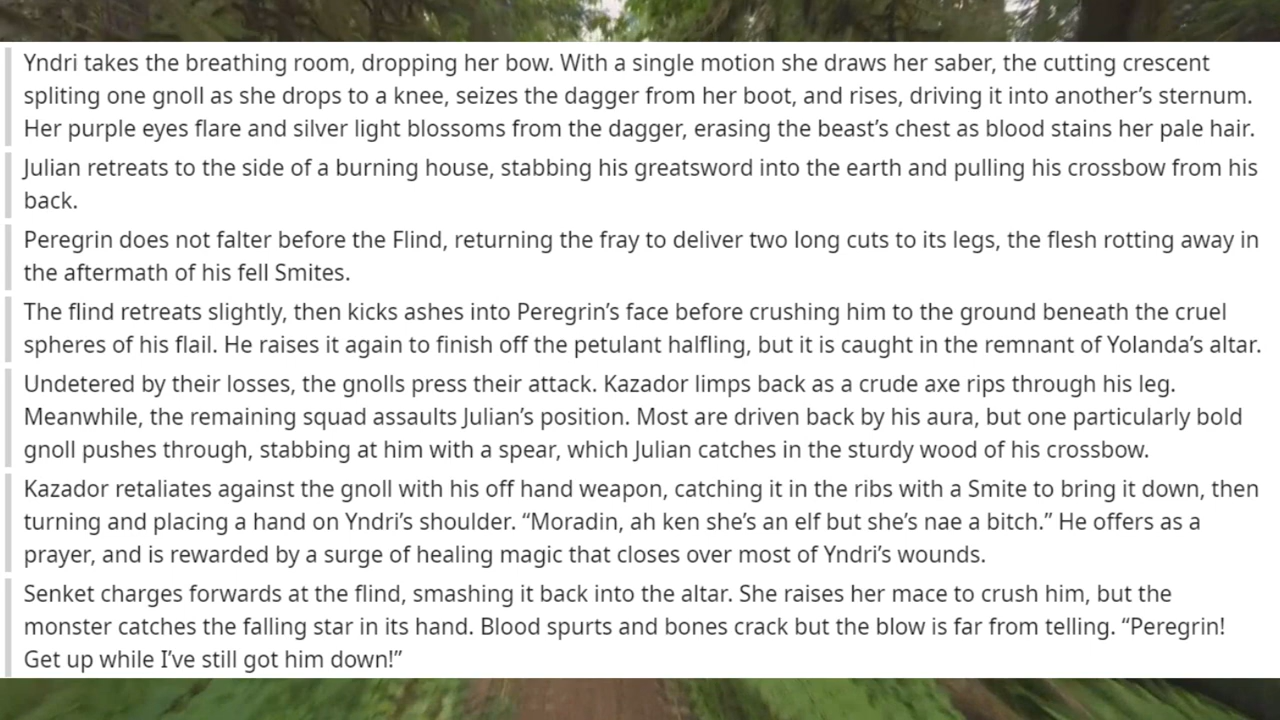 Yndri takes the breathing room, dropping her bow. With a single motion she draws her saber, the cutting crescent
spliting one gnoll as she drops to a knee, seizes the dagger from her boot, and rises, driving it into another’s sternum.
Her purple eyes flare and silver light blossoms from the dagger, erasing the beast’s chest as blood stains her pale hair.
Julian retreats to the side of a burning house, stabbing his greatsword into the earth and pulling his crossbow from his
back.
Peregrin does not falter before the Flind, returning the fray to deliver two long cuts to its legs, the flesh rotting away in
the aftermath of his fell Smites.
The flind retreats slightly, then kicks ashes into Peregrin’s face before crushing him to the ground beneath the cruel
spheres of his flail. He raises it again to finish off the petulant halfling, but it is caught in the remnant of Yolanda’s altar.
Undetered by their losses, the gnolls press their attack. Kazador limps back as a crude axe rips through his leg.
Meanwhile, the remaining squad assaults Julian’s position. Most are driven back by his aura, but one particularly bold
gnoll pushes through, stabbing at him with a spear, which Julian catches in the sturdy wood of his crossbow.
Kazador retaliates against the gnoll with his off hand weapon, catching it in the ribs with a Smite to bring it down, then
turning and placing a hand on Yndri’s shoulder. “Moradin, ah ken she’s an elf but she’s nae a bitch.” He offers as a
prayer, and is rewarded by a surge of healing magic that closes over most of Yndri’s wounds.
Senket charges forwards at the flind, smashing it back into the altar. She raises her mace to crush him, but the
monster catches the falling star in its hand. Blood spurts and bones crack but the blow is far from telling. “Peregrin!
Get up while I’ve still got him down!”